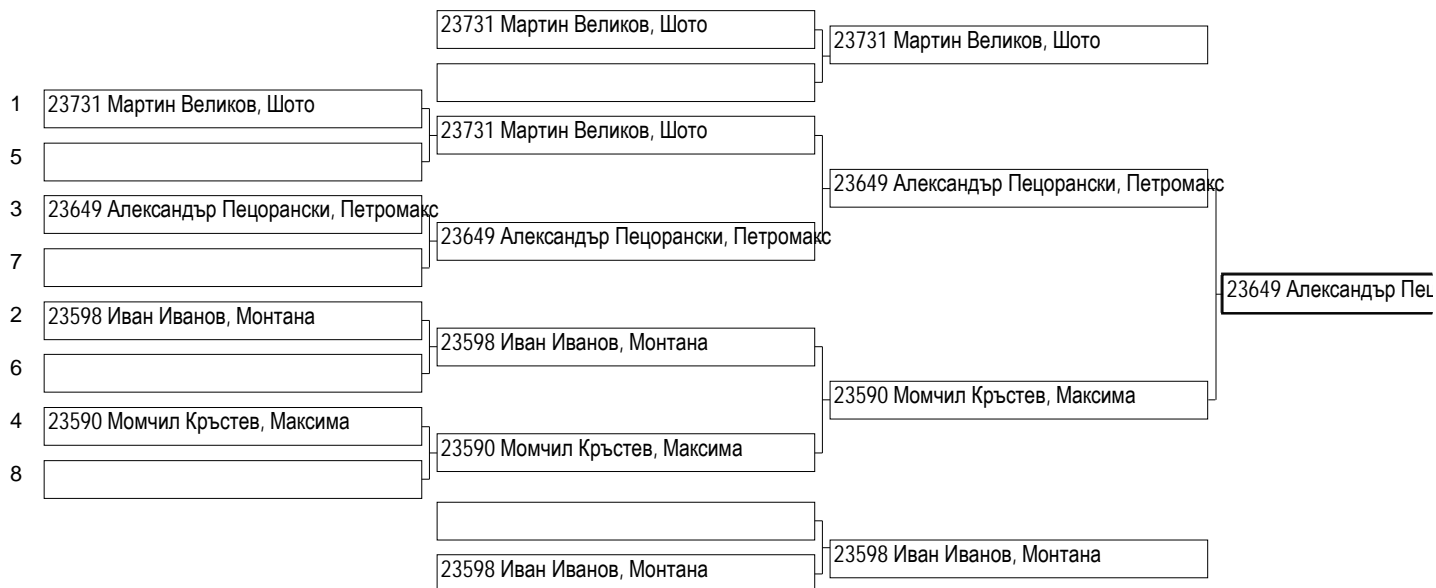 23731 Мартин Великов, Шото
23731 Мартин Великов, Шото
1 23731 Мартин Великов, Шото
23731 Мартин Великов, Шото
5
23649 Александър Пецорански, Петромакс
3 23649 Александър Пецорански, Петромакс
23649 Александър Пецорански, Петромакс
7
23649 Александър
2 23598 Иван Иванов, Монтана
23598 Иван Иванов, Монтана
6
23590 Момчил Кръстев, Максима
4 23590 Момчил Кръстев, Максима
23590 Момчил Кръстев, Максима
8
23598 Иван Иванов, Монтана
23598 Иван Иванов, Монтана